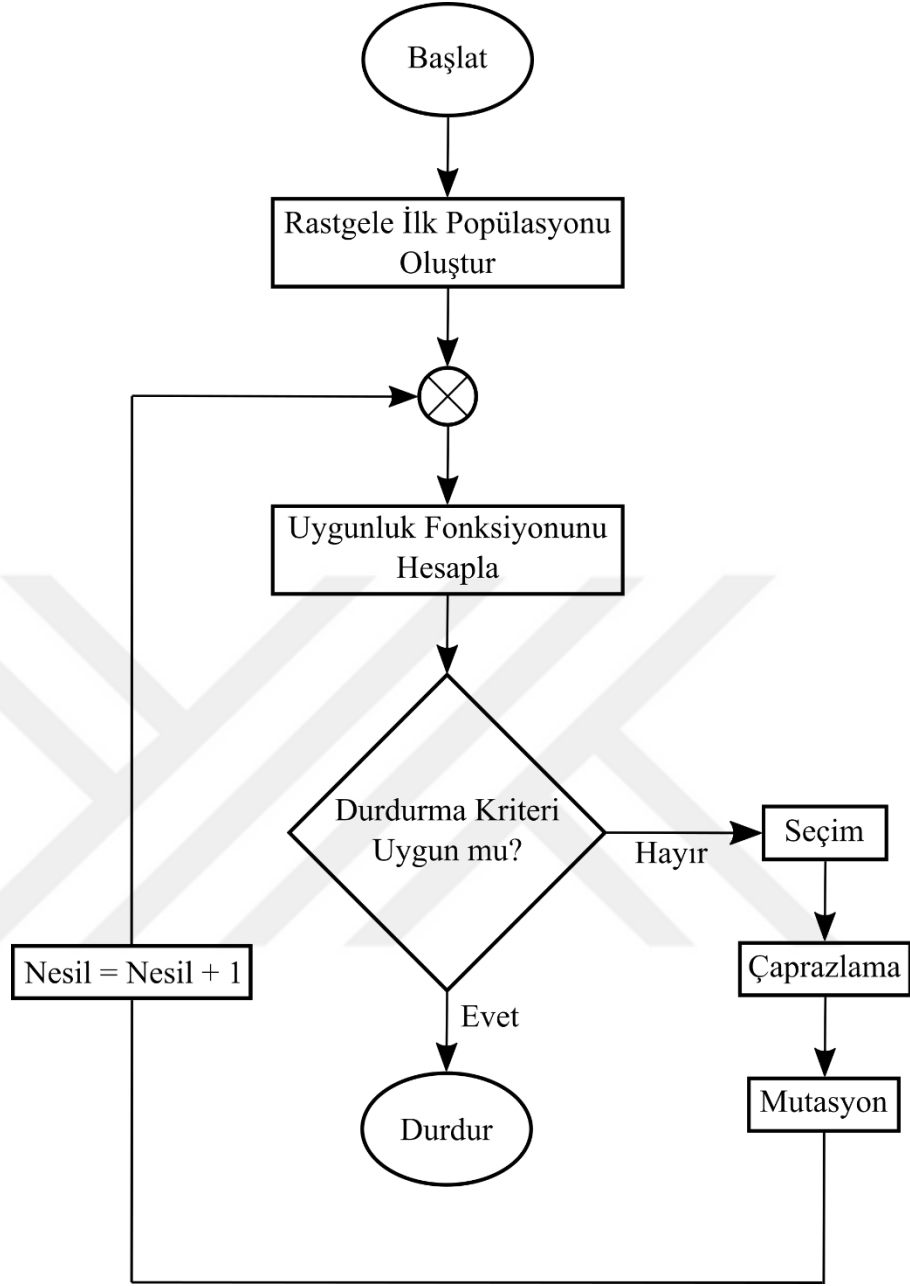 Başlat
Rastgele İlk Popülasyonu
Oluştur
Uygunluk Fonksiyonunu
Hesapla
Durdurma Kriteri
Uygun mu?
Hayır
Seçim
Çaprazlama
Nesil = Nesil + 1
Evet
Mutasyon
Durdur